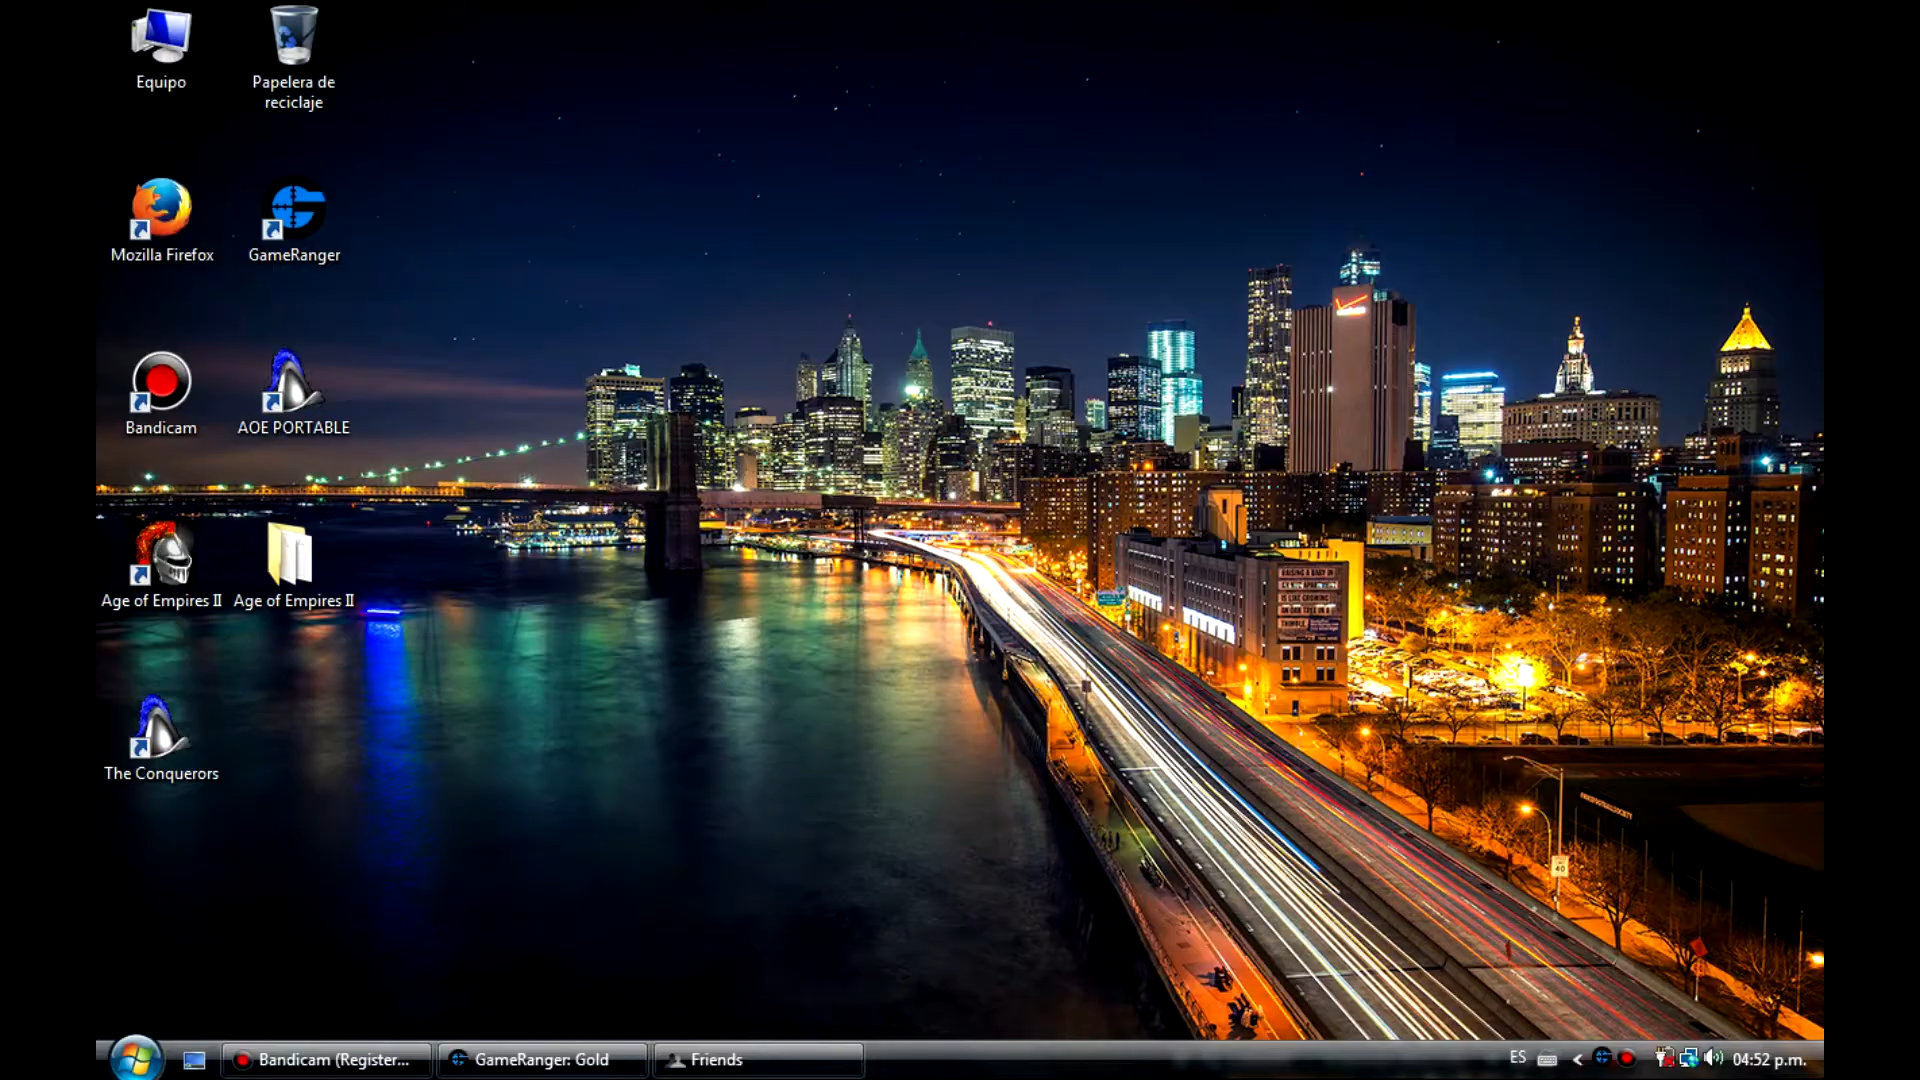 Equipo
Papelera de
reciclaje
Mozilla Firefox
GameRanger
Bandicam
AOE PORTABLE
Age of Empires II
Age of Empires II
The Conquerors
40
Bandicam (Register...
GameRanger: Gold
Friends
ES
04:52 p.m.